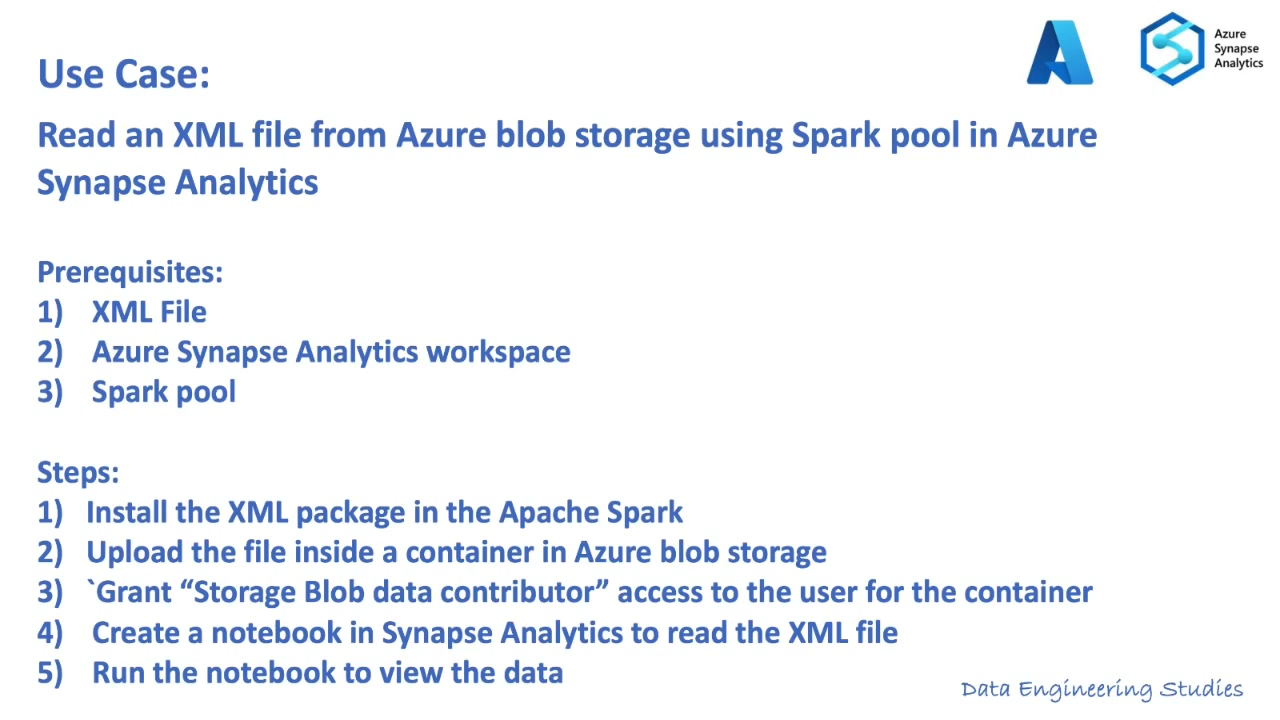 Azure
Synapse
Analytics
Use Case:
Read an XML file from Azure blob storage using Spark pool in Azure
Synapse Analytics
Prerequisites:
1) XML File
2) Azure Synapse Analytics workspace
3) Spark pool
Steps:
1) Install the XML package in the Apache Spark
2) Upload the file inside a container in Azure blob storage
3) `Grant “Storage Blob data contributor” access to the user for the container
4) Create a notebook in Synapse Analytics to read the XML file
5) Run the notebook to view the data
Data Engineering Studies